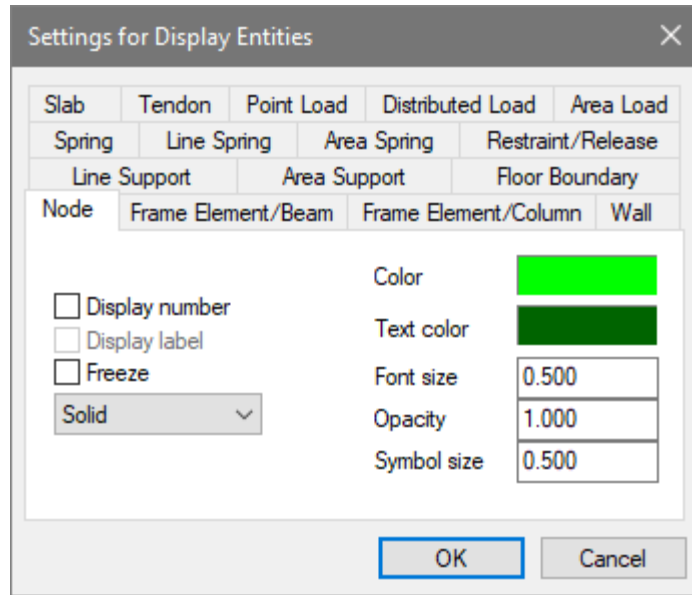 Settings for Display Entities
Slab Tendon Point Load Distributed Load Area Load
Spring Line Spring Area Spring Restraint/Release
Line Support Area Support Floor Boundary
Node Frame Element/Beam Frame Element/Column Wall
Color
Display number
Text color
Display label
Freeze
Font size 0.500
Solid
Opacity 1.000
Symbol size 0.500
OK Cancel